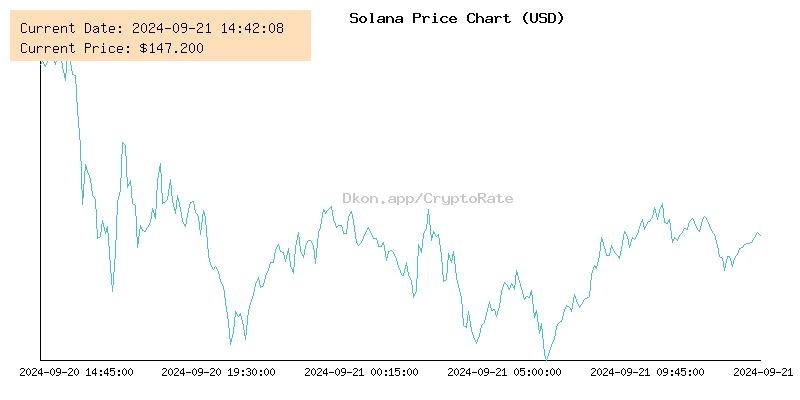 Solana Price Chart (USD)
Current Date: 2024-09-21 14:42:08
Current Price: $147.200
Dkon.app/CryptoRate
2024-09-20 14:45:00 2024-09-20 19:30:00 2024-09-21 00:15:00 2024-09-21 05:00:00 2024-09-21 09:45:00 2024-09-21